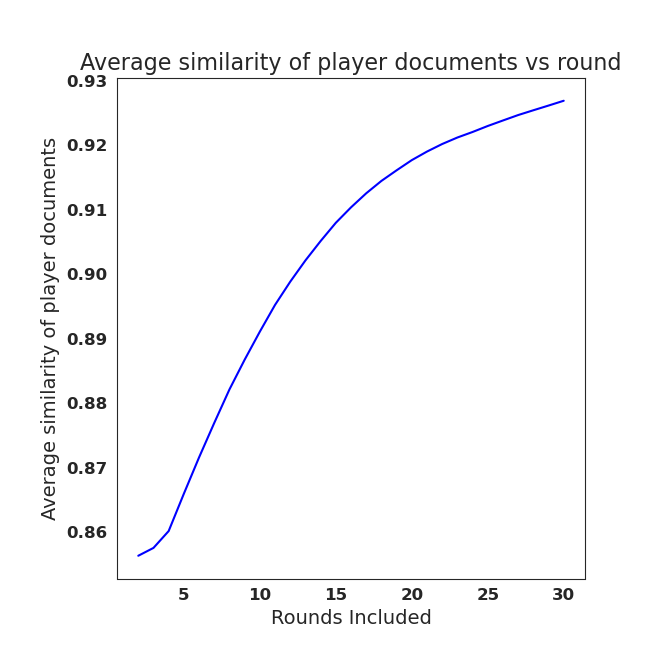 Average similarity of player documents vs round
Average similarity of player documents
0.93
0.92
0.91
0.90
0.89
0.88
0.87
0.86
5 10 15 20 25 30
Rounds Included